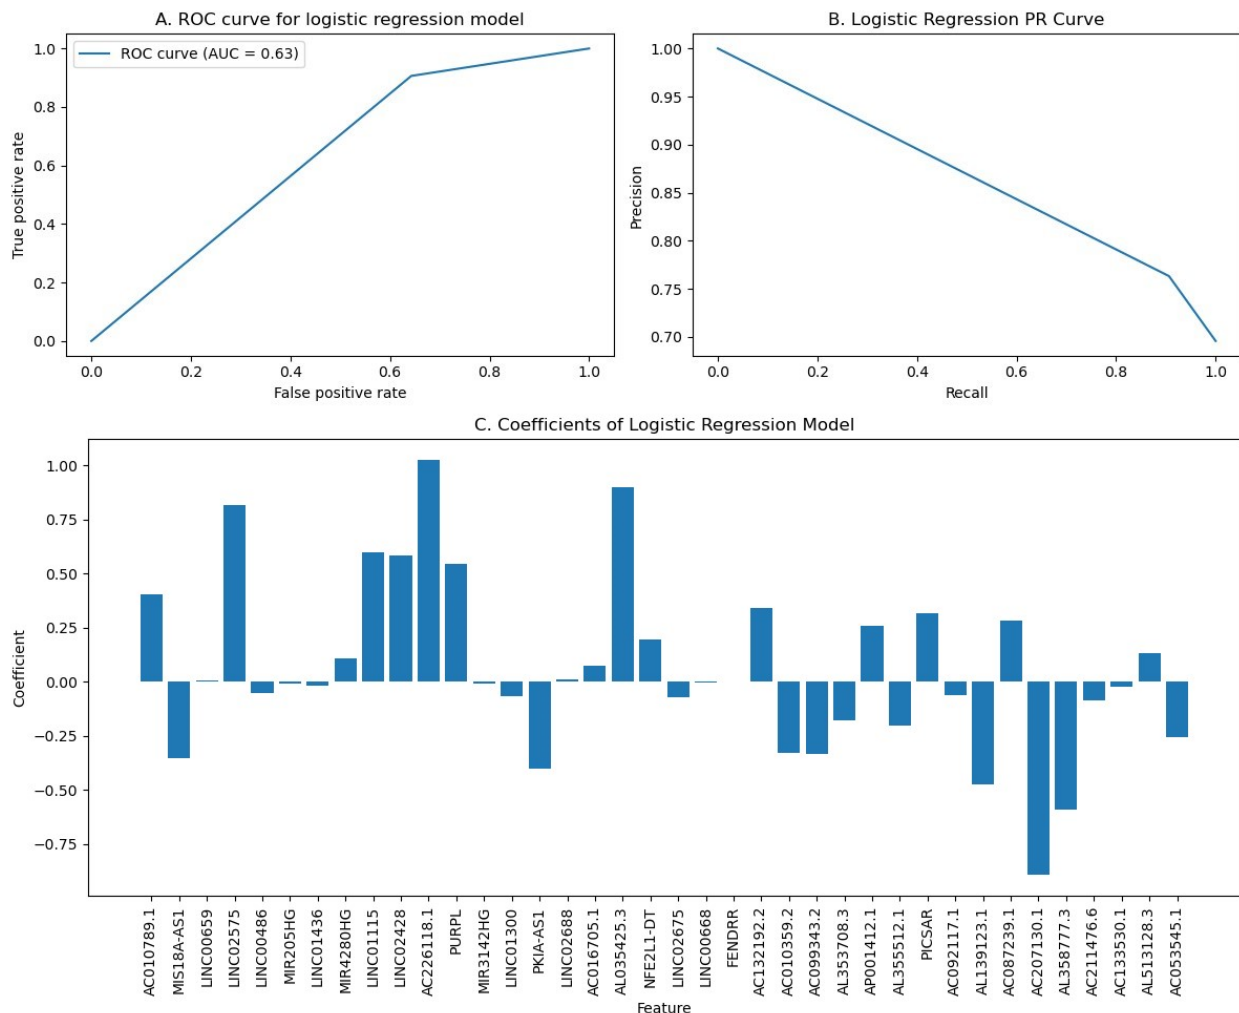 A. ROC curve for logistic regression model
ROC curve (AUC = 0.63)
1.0
0.8
0.6
0.4
0.2
0.0
True positive rate
0.0 0.2 0.4 0.6 0.8 1.0
False positive rate
B. Logistic Regression PR Curve
1.00
0.95
0.90
0.85
0.80
0.75
0.70
Precision
0.0 0.2 0.4 0.6 0.8 1.0
Recall
C. Coefficients of Logistic Regression Model
1.00
0.75
0.50
0.25
0.00
−0.25
−0.50
−0.75
Coefficient
AC010789.1
MIS18A-AS1
LINC00659
LINC02575
LINC00486
MIR205HG
LINC01436
MIR4280HG
LINC01115
LINC02428
AC226118.1
PURPL
MIR3142HG
LINC01300
PKIA-AS1
LINC02688
AC016705.1
AL035425.3
NFE2L1-DT
LINC02675
LINC00668
FENDRR
AC132192.2
AC010359.2
AC099343.2
AL353708.3
AP001412.1
AL355512.1
PICSAR
AC092117.1
AL139123.1
AC087239.1
AC207130.1
AL358777.3
AC211476.6
AC133530.1
AL513128.3
AC053545.1
Feature